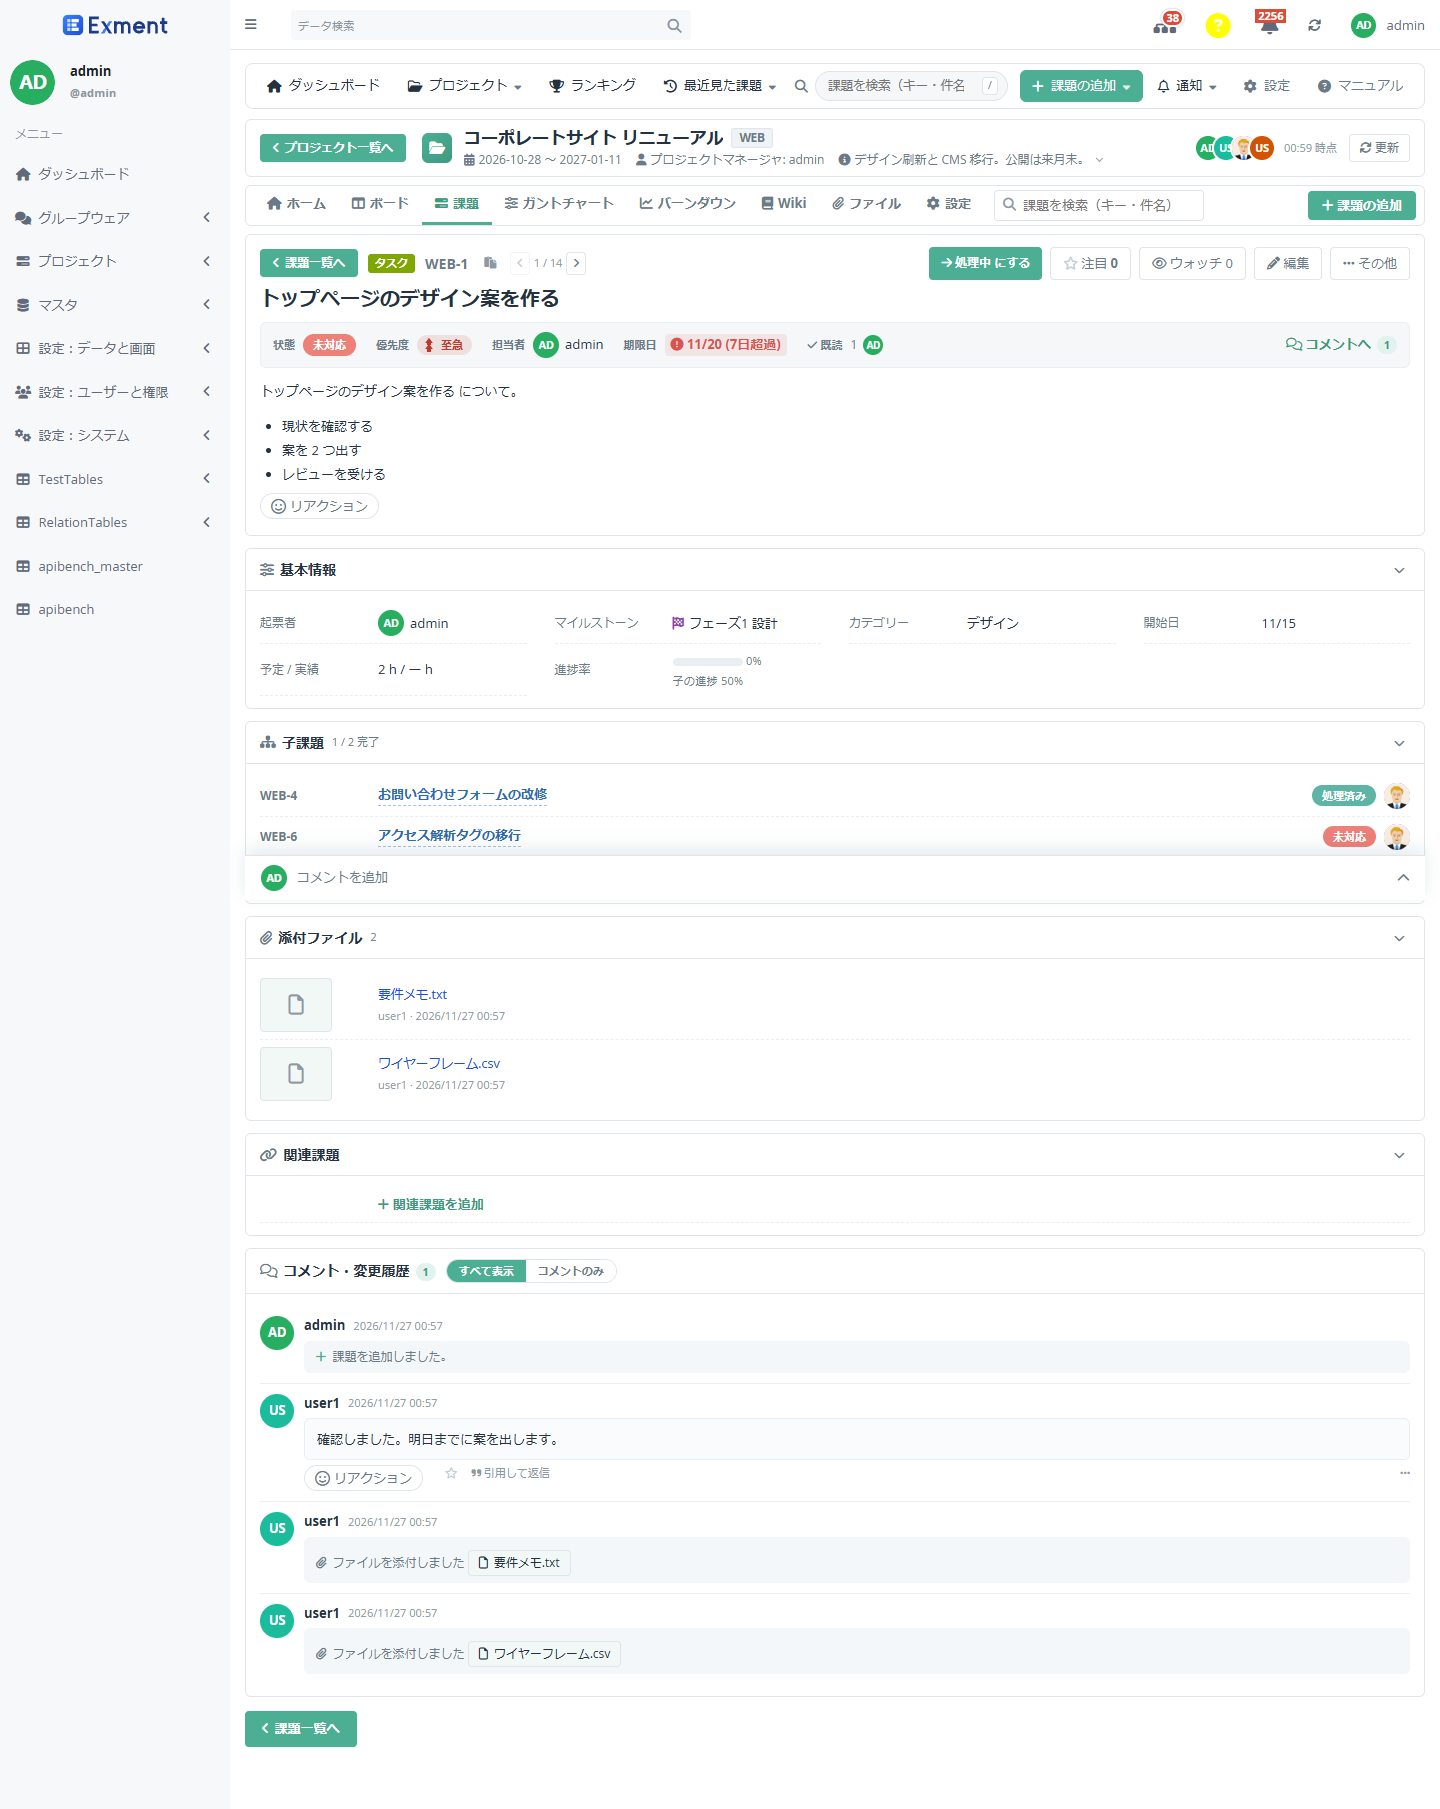 Exment
データ検索
38
?
2256
AD
admin
AD
admin
@admin
メニュー
ダッシュボード
グループウェア
プロジェクト
マスタ
設定：データと画面
設定：ユーザーと権限
設定：システム
TestTables
RelationTables
apibench_master
apibench
ダッシュボード
プロジェクト
ランキング
最近見た課題
課題を検索（キー・件名
/
課題の追加
通知
設定
マニュアル
プロジェクト一覧へ
コーポレートサイト リニューアル
WEB
2026-10-28 〜 2027-01-11
プロジェクトマネージャ: admin
デザイン刷新と CMS 移行。公開は来月末。
US
00:59 時点
更新
ホーム
ボード
課題
ガントチャート
バーンダウン
Wiki
ファイル
設定
課題を検索（キー・件名）
課題の追加
課題一覧へ
タスク
WEB-1
1 / 14
処理中 にする
注目 0
ウォッチ 0
編集
その他
トップページのデザイン案を作る
状態
未対応
優先度
至急
担当者
AD
admin
期限日
11/20 (7日超過)
既読 1
AD
コメントへ
1
トップページのデザイン案を作る について。
現状を確認する
案を 2 つ出す
レビューを受ける
リアクション
基本情報
起票者
AD
admin
マイルストーン
フェーズ1 設計
カテゴリー
デザイン
開始日
11/15
予定 / 実績
2 h / — h
進捗率
0%
子の進捗 50%
子課題
1 / 2 完了
WEB-4
お問い合わせフォームの改修
処理済み
WEB-6
アクセス解析タグの移行
未対応
AD
コメントを追加
添付ファイル
2
要件メモ.txt
user1 · 2026/11/27 00:57
ワイヤーフレーム.csv
user1 · 2026/11/27 00:57
関連課題
関連課題を追加
コメント・変更履歴
1
すべて表示
コメントのみ
AD
admin
2026/11/27 00:57
課題を追加しました。
US
user1
2026/11/27 00:57
確認しました。明日までに案を出します。
リアクション
引用して返信
US
user1
2026/11/27 00:57
ファイルを添付しました
要件メモ.txt
US
user1
2026/11/27 00:57
ファイルを添付しました
ワイヤーフレーム.csv
課題一覧へ